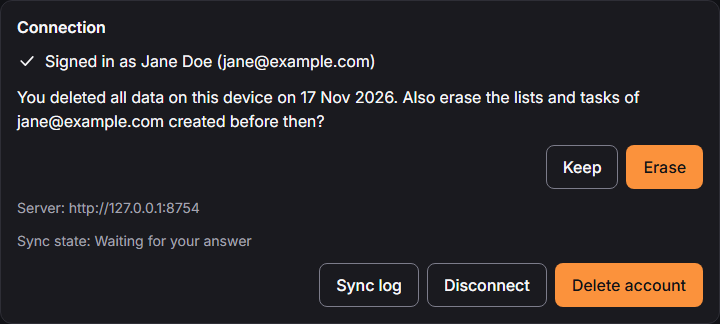 Connection
Signed in as Jane Doe (jane@example.com)
You deleted all data on this device on 17 Nov 2026. Also erase the lists and tasks of
jane@example.com created before then?
Keep
Erase
Server: http://127.0.0.1:8754
Sync state: Waiting for your answer
Sync log
Disconnect
Delete account